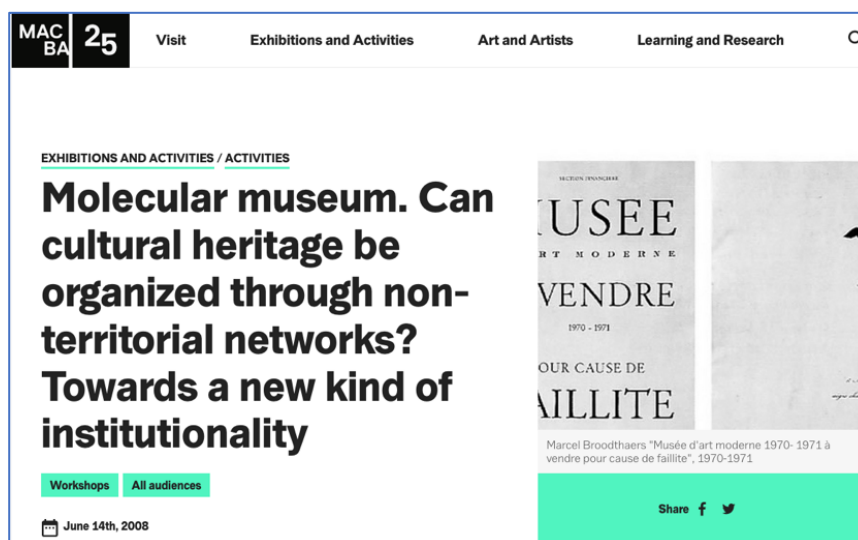 MAC
BA
25
Visit
Exhibitions and Activities
Art and Artists
Learning and Research
EXHIBITIONS AND ACTIVITIES / ACTIVITIES
Molecular museum. Can
cultural heritage be
organized through non-
territorial networks?
Towards a new kind of
institutionality
Workshops
All audiences
June 14th, 2008
SECTION FINANCIERE
USEE
RT MODERNE
VENDRE
1970 - 1971
OUR CAUSE DE
AILLITE
Marcel Broodthaers "Musée d'art moderne 1970- 1971 à
vendre pour cause de faillite", 1970-1971
Share